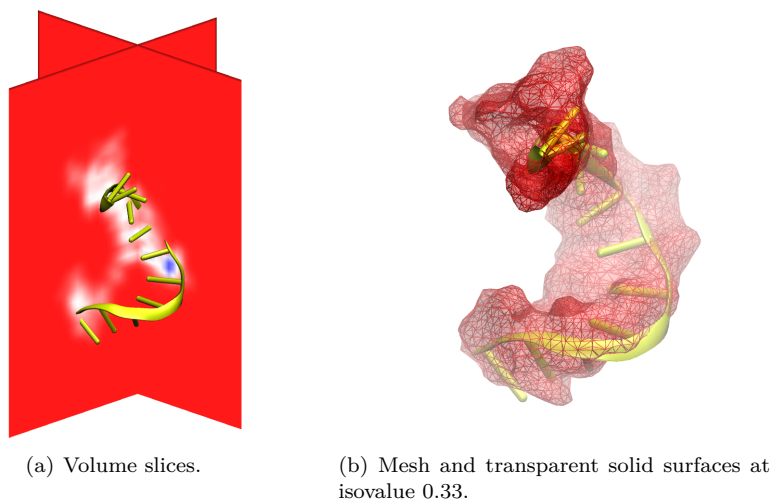 (a) Volume slices.
(b) Mesh and transparent solid surfaces at
isovalue 0.33.